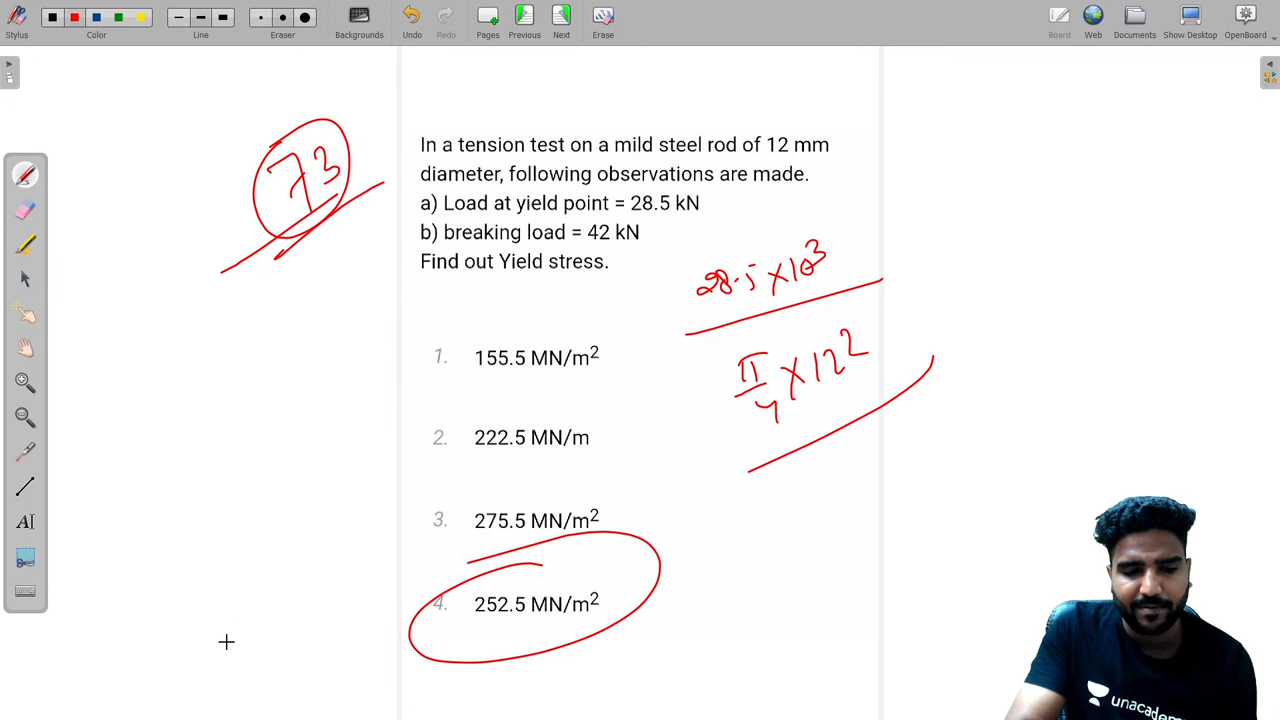 Stylus
Color
Line
Eraser
Backgrounds
Undo
Redo
Pages
Previous
Next
Erase
Board
Web
Documents
Show Desktop
OpenBoard
73
In a tension test on a mild steel rod of 12 mm
diameter, following observations are made.
a) Load at yield point = 28.5 kN
b) breaking load = 42 kN
Find out Yield stress.
28.5 × 10³
π/4 × 12²
1. 155.5 MN/m²
2. 222.5 MN/m
3. 275.5 MN/m²
4. 252.5 MN/m²
A
unacadem